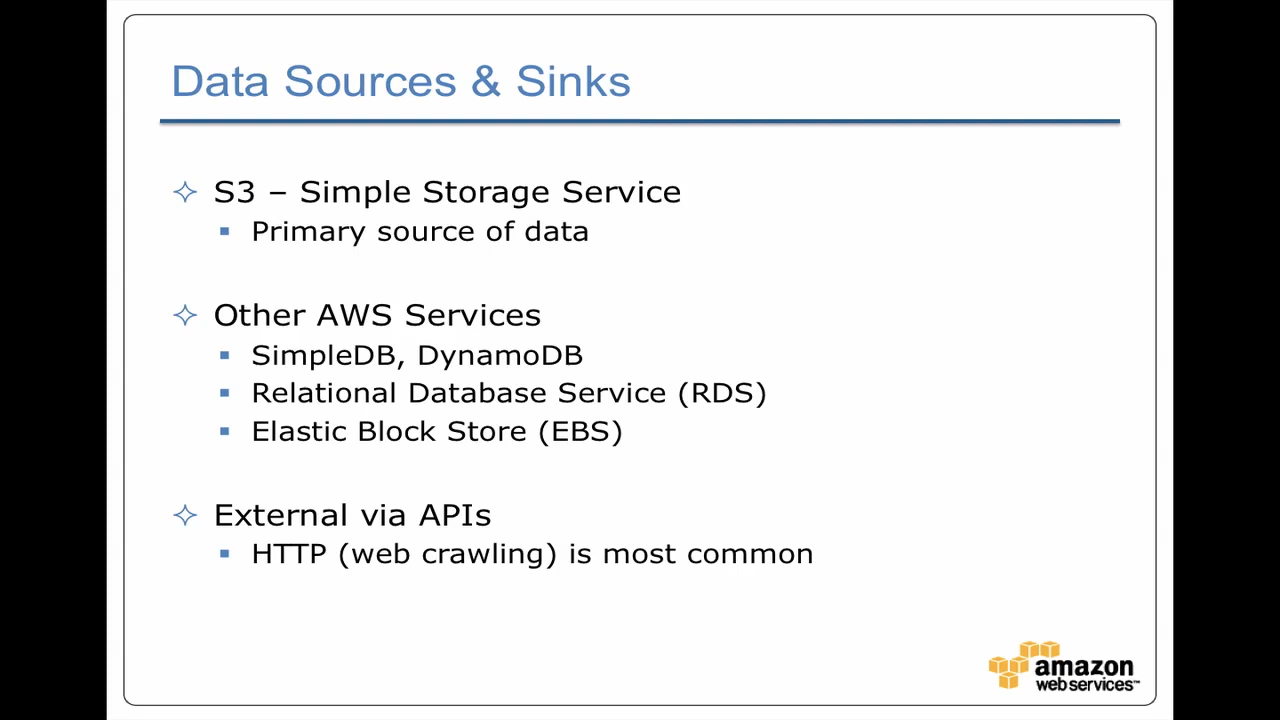 Data Sources & Sinks
S3 – Simple Storage Service
Primary source of data
Other AWS Services
SimpleDB, DynamoDB
Relational Database Service (RDS)
Elastic Block Store (EBS)
External via APIs
HTTP (web crawling) is most common
amazon
webservices™